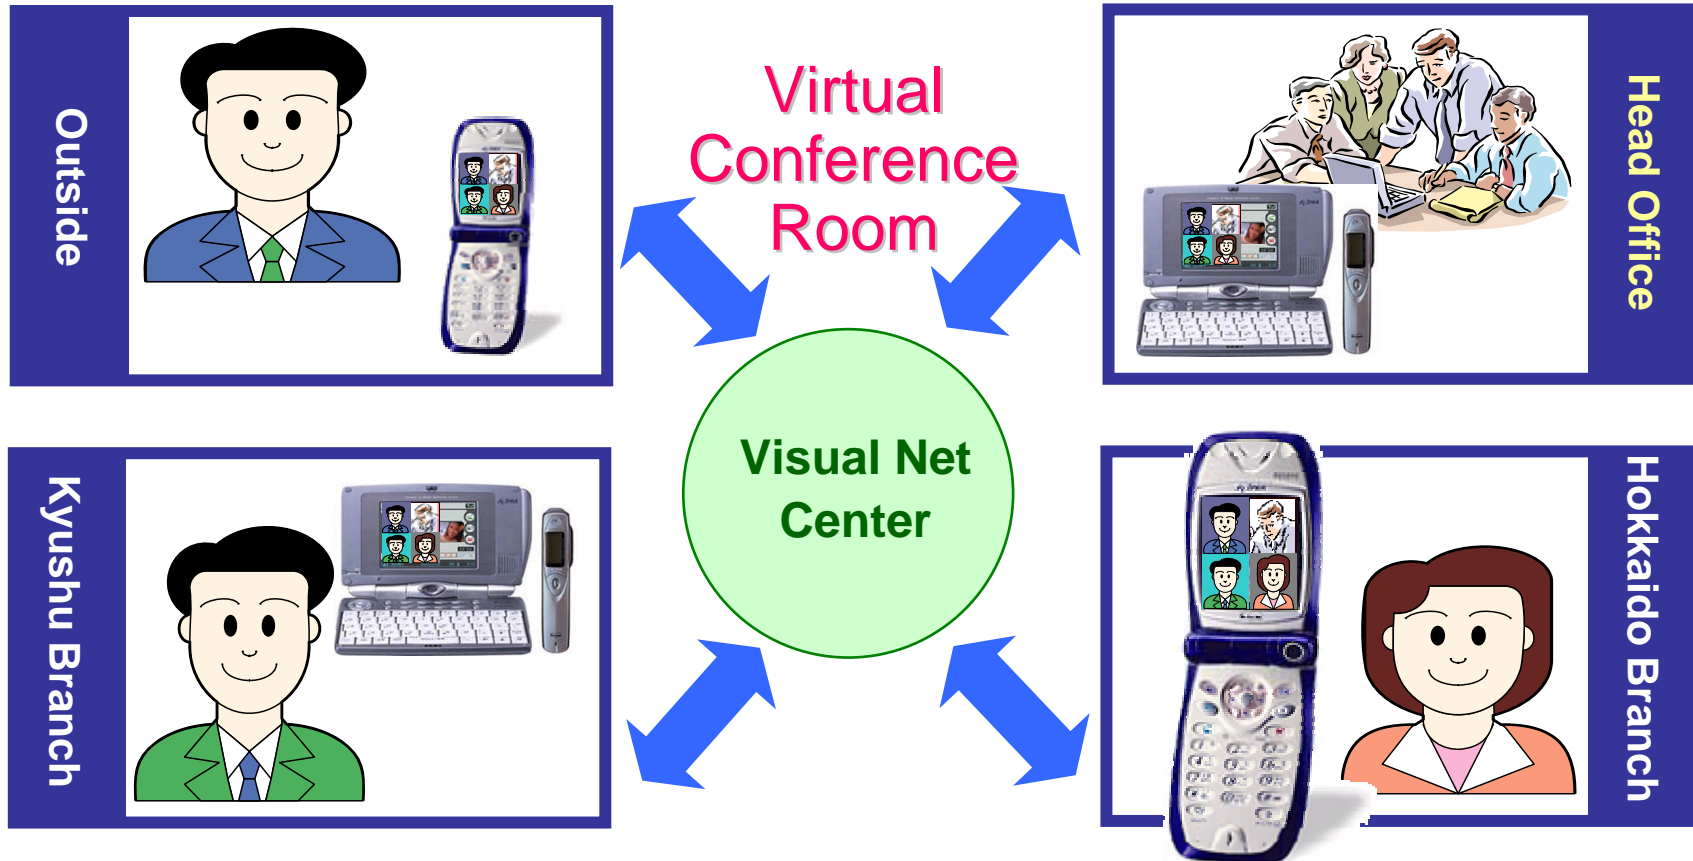 Outside
Virtual
Conference
Room
Head Office
Visual Net
Center
Kyushu Branch
Hokkaido Branch